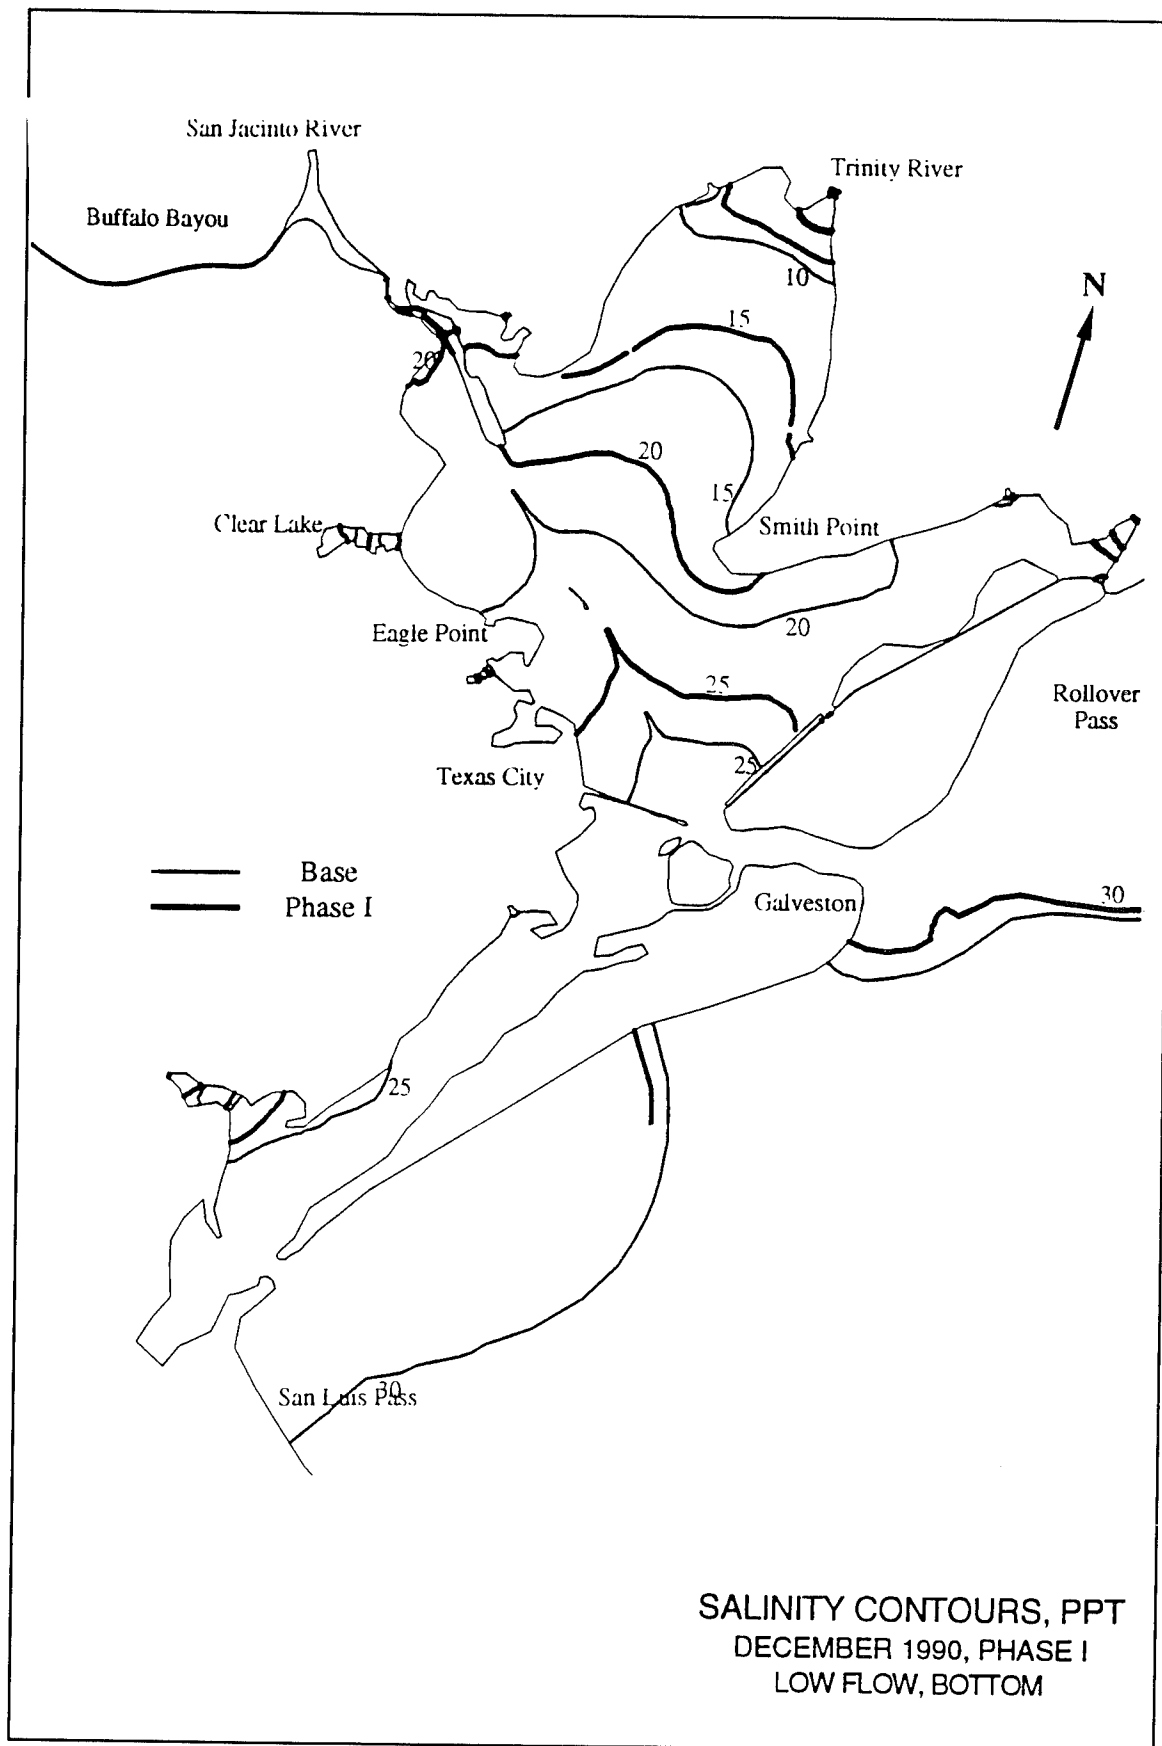 San Jacinto River
Trinity River
Buffalo Bayou
10
N
15
20
20
15
Clear Lake
Smith Point
20
Eagle Point
25
Rollover
Pass
25
Texas City
Base
Phase I
Galveston
30
25
San Luis Pass
30
SALINITY CONTOURS, PPT
DECEMBER 1990, PHASE I
LOW FLOW, BOTTOM